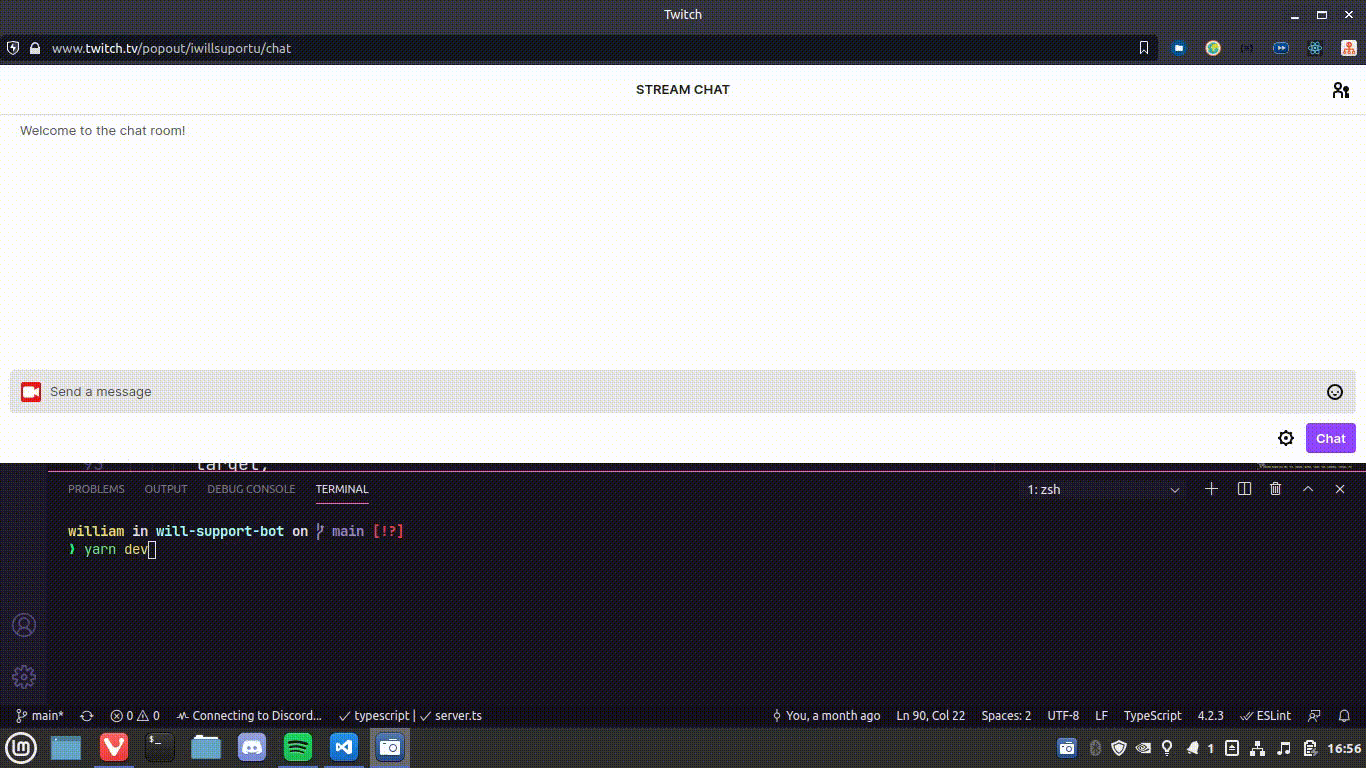 Twitch
www.twitch.tv/popout/iwillsuportu/chat
STREAM CHAT
Welcome to the chat room!
Send a message
Chat
93 target,
PROBLEMS OUTPUT DEBUG CONSOLE TERMINAL 1: zsh
william in will-support-bot on main [!?]
❯ yarn dev
main* 0 0 Connecting to Discord... typescript | server.ts You, a month ago Ln 90, Col 22 Spaces: 2 UTF-8 LF TypeScript 4.2.3 ESLint
$_ 1 16:56